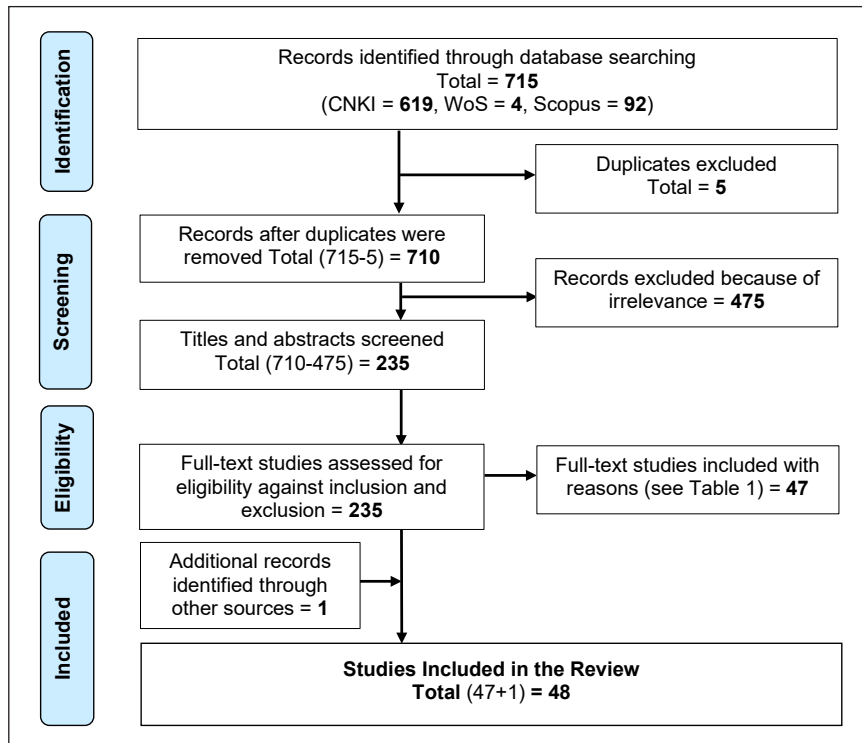 Identification
Records identified through database searching
Total = 715
(CNKI = 619, WoS = 4, Scopus = 92)
Duplicates excluded
Total = 5
Screening
Records after duplicates were
removed Total (715-5) = 710
Records excluded because of
irrelevance = 475
Titles and abstracts screened
Total (710-475) = 235
Eligibility
Full-text studies assessed for
eligibility against inclusion and
exclusion = 235
Full-text studies included with
reasons (see Table 1) = 47
Included
Additional records
identified through
other sources = 1
Studies Included in the Review
Total (47+1) = 48